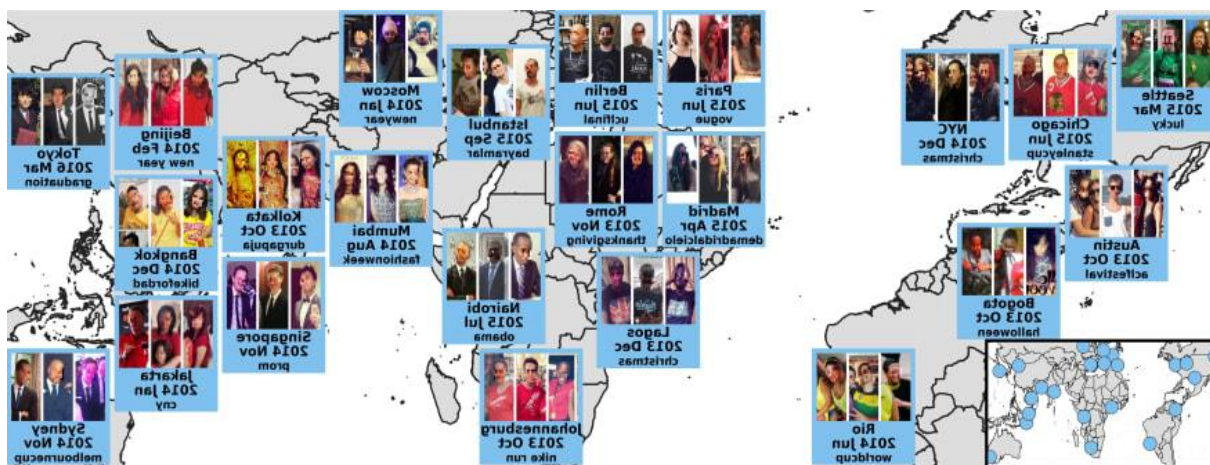 Moscow
2014 Jan
newyear
Berlin
2015 Jun
uclfinal
Paris
2015 Jun
vogue
Seattle
2015 Mar
lucky
Beijing
2014 Feb
new year
Istanbul
2015 Sep
bayramlar
NYC
2014 Dec
christmas
Chicago
2015 Jun
stanleycup
Tokyo
2016 Mar
graduation
Kolkata
2013 Oct
durgapuja
Mumbai
2014 Aug
fashionweek
Rome
2013 Nov
thanksgiving
Madrid
2015 Apr
demadridalcielo
Austin
2013 Oct
aclfestival
Bangkok
2014 Dec
bikefordad
Nairobi
2015 Jul
obama
Lagos
2013 Dec
christmas
Bogota
2013 Oct
halloween
Singapore
2014 Nov
prom
Jakarta
2014 Jan
cny
Sydney
2014 Nov
melbournecup
Johannesburg
2013 Oct
nike run
Rio
2014 Jun
worldcup